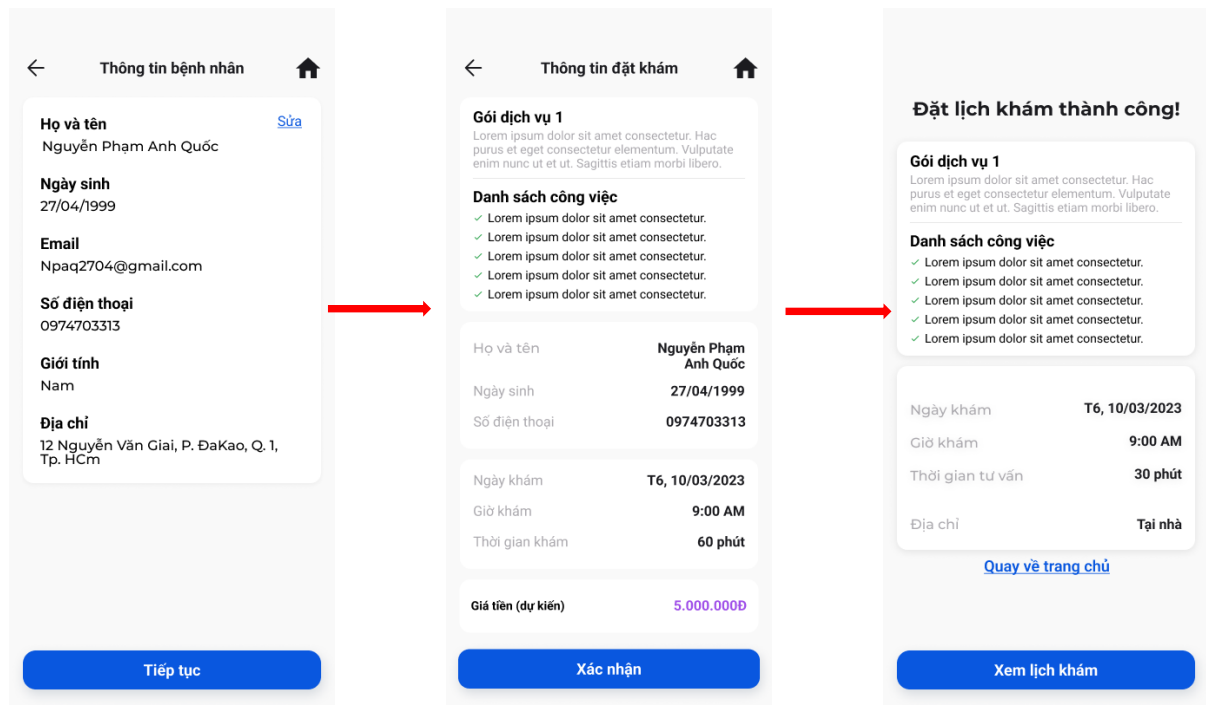 Thông tin bệnh nhân
Họ và tên
Sửa
Nguyễn Phạm Anh Quốc
Ngày sinh
27/04/1999
Email
Npaq2704@gmail.com
Số điện thoại
0974703313
Giới tính
Nam
Địa chỉ
12 Nguyễn Văn Giai, P. ĐaKao, Q. 1,
Tp. HCm
Tiếp tục
Thông tin đặt khám
Gói dịch vụ 1
Lorem ipsum dolor sit amet consectetur. Hac
purus et eget consectetur elementum. Vulputate
enim nunc ut et ut. Sagittis etiam morbi libero.
Danh sách công việc
Lorem ipsum dolor sit amet consectetur.
Lorem ipsum dolor sit amet consectetur.
Lorem ipsum dolor sit amet consectetur.
Lorem ipsum dolor sit amet consectetur.
Lorem ipsum dolor sit amet consectetur.
Họ và tên
Nguyễn Phạm
Anh Quốc
Ngày sinh
27/04/1999
Số điện thoại
0974703313
Ngày khám
T6, 10/03/2023
Giờ khám
9:00 AM
Thời gian khám
60 phút
Giá tiền (dự kiến)
5.000.000Đ
Xác nhận
Đặt lịch khám thành công!
Gói dịch vụ 1
Lorem ipsum dolor sit amet consectetur. Hac
purus et eget consectetur elementum. Vulputate
enim nunc ut et ut. Sagittis etiam morbi libero.
Danh sách công việc
Lorem ipsum dolor sit amet consectetur.
Lorem ipsum dolor sit amet consectetur.
Lorem ipsum dolor sit amet consectetur.
Lorem ipsum dolor sit amet consectetur.
Lorem ipsum dolor sit amet consectetur.
Ngày khám
T6, 10/03/2023
Giờ khám
9:00 AM
Thời gian tư vấn
30 phút
Địa chỉ
Tại nhà
Quay về trang chủ
Xem lịch khám